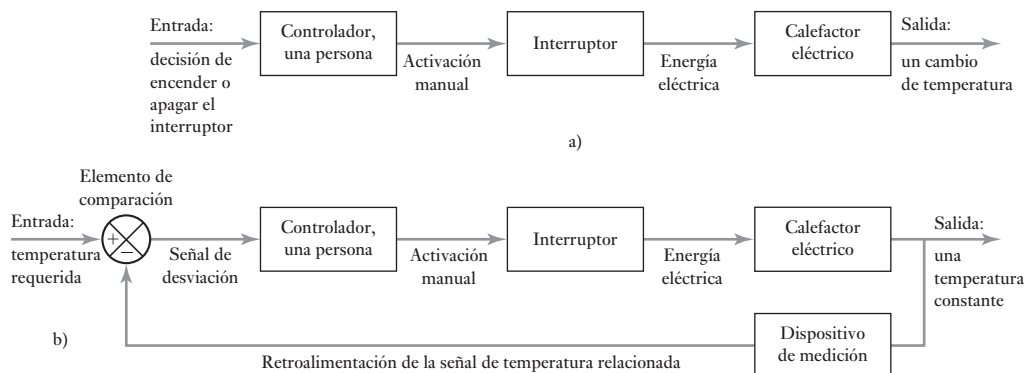 Entrada:
decisión de
encender o
apagar el
interruptor
Controlador,
una persona
Activación
manual
Interruptor
Energía
eléctrica
Calefactor
eléctrico
Salida:
un cambio
de temperatura
a)
Elemento de
comparación
Entrada:
temperatura
requerida
+
−
Señal de
desviación
Controlador,
una persona
Activación
manual
Interruptor
Energía
eléctrica
Calefactor
eléctrico
Salida:
una
temperatura
constante
b)
Dispositivo
de medición
Retroalimentación de la señal de temperatura relacionada